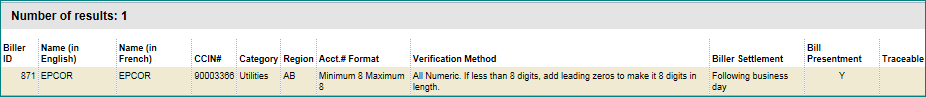 Number of results: 1
Biller ID | Name (in English) | Name (in French) | CCIN# | Category | Region | Acct.# Format | Verification Method | Biller Settlement | Bill Presentment | Traceable
871 | EPCOR | EPCOR | 90003366 | Utilities | AB | Minimum 8 Maximum 8 | All Numeric. If less than 8 digits, add leading zeros to make it 8 digits in length. | Following business day | Y